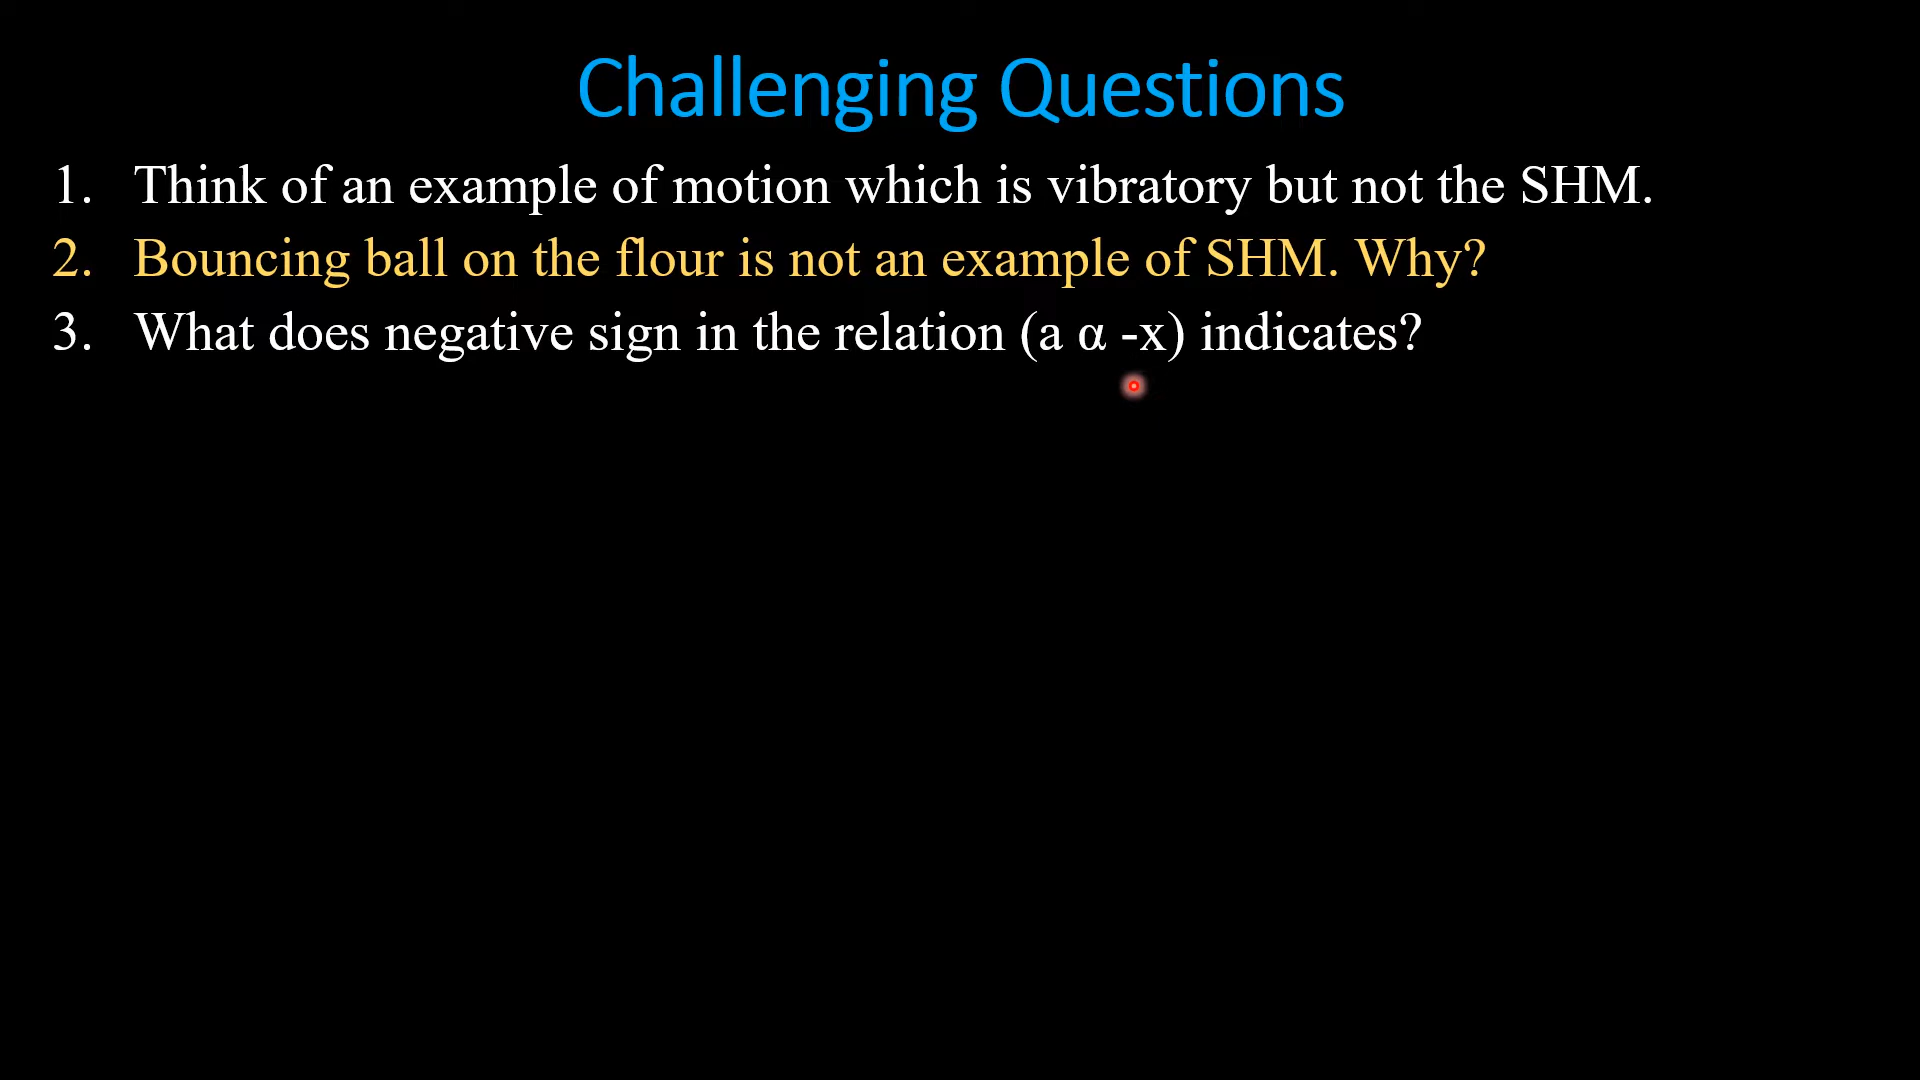 Challenging Questions
1. Think of an example of motion which is vibratory but not the SHM.
2. Bouncing ball on the flour is not an example of SHM. Why?
3. What does negative sign in the relation (a α -x) indicates?